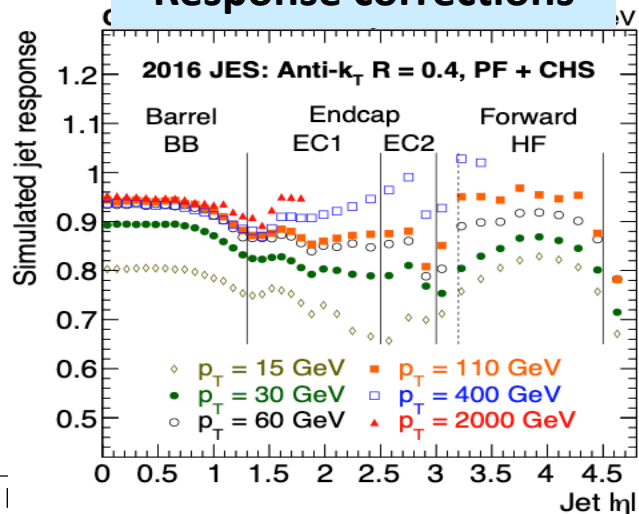 Response corrections
eV
2016 JES: Anti-kT R = 0.4, PF + CHS
Barrel Endcap Forward
BB EC1 EC2 HF
Simulated jet response
1.2
1.1
1
0.9
0.8
0.7
0.6
0.5
pT = 15 GeV pT = 110 GeV
pT = 30 GeV pT = 400 GeV
pT = 60 GeV pT = 2000 GeV
0 0.5 1 1.5 2 2.5 3 3.5 4 4.5
Jet |η|